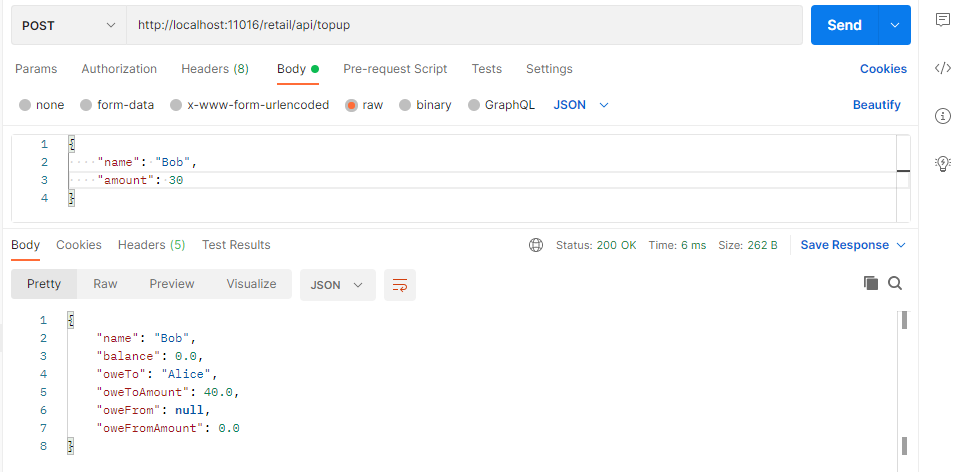 POST http://localhost:11016/retail/api/topup Send
Params Authorization Headers (8) Body Pre-request Script Tests Settings Cookies
none form-data x-www-form-urlencoded raw binary GraphQL JSON Beautify
1 {
2 "name": "Bob",
3 "amount": 30
4 }
Body Cookies Headers (5) Test Results Status: 200 OK Time: 6 ms Size: 262 B Save Response
Pretty Raw Preview Visualize JSON
1 {
2 "name": "Bob",
3 "balance": 0.0,
4 "oweTo": "Alice",
5 "oweToAmount": 40.0,
6 "oweFrom": null,
7 "oweFromAmount": 0.0
8 }